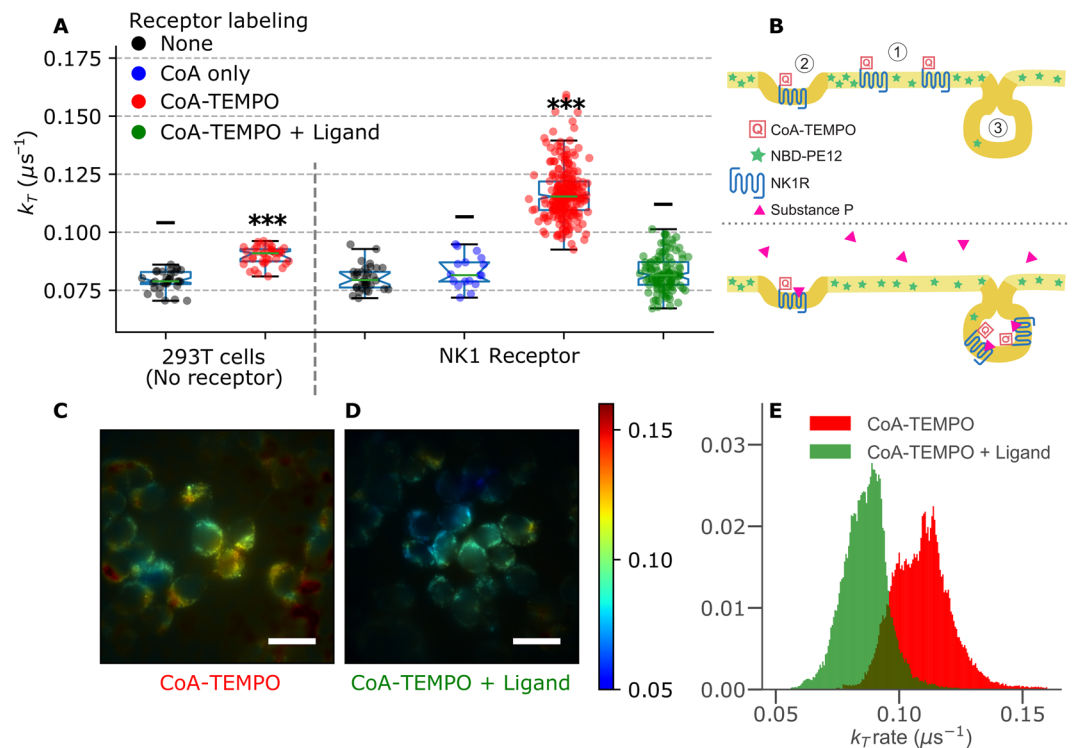 A
Receptor labeling
None
CoA only
CoA-TEMPO
CoA-TEMPO + Ligand
0.175
0.150
0.125
0.100
0.075
k_T (μs⁻¹)
***
***
293T cells
(No receptor)
NK1 Receptor
B
Q
2
Q
1
Q
3
Q CoA-TEMPO
NBD-PE12
NK1R
Substance P
Q
Q
Q
C
CoA-TEMPO
D
CoA-TEMPO + Ligand
0.15
0.10
0.05
E
CoA-TEMPO
CoA-TEMPO + Ligand
0.03
0.02
0.01
0.00
0.05 0.10 0.15
k_T rate (μs⁻¹)